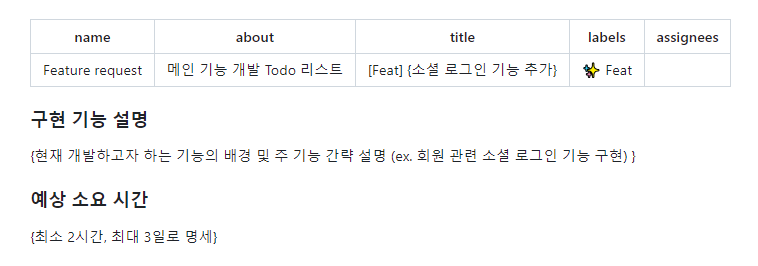 name about title labels assignees
Feature request 메인 기능 개발 Todo 리스트 [Feat] {소셜 로그인 기능 추가} ✨ Feat
구현 기능 설명
{현재 개발하고자 하는 기능의 배경 및 주 기능 간략 설명 (ex. 회원 관련 소셜 로그인 기능 구현) }
예상 소요 시간
{최소 2시간, 최대 3일로 명세}